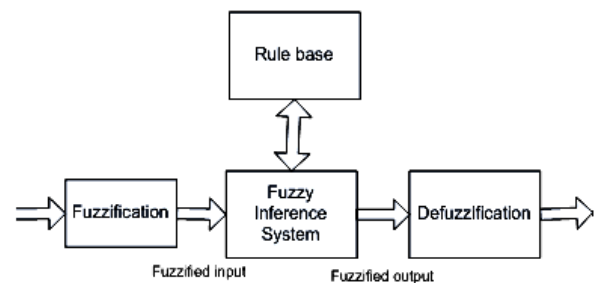 Rule base
Fuzzification
Fuzzy
Inference
System
Defuzzification
Fuzzified input
Fuzzified output